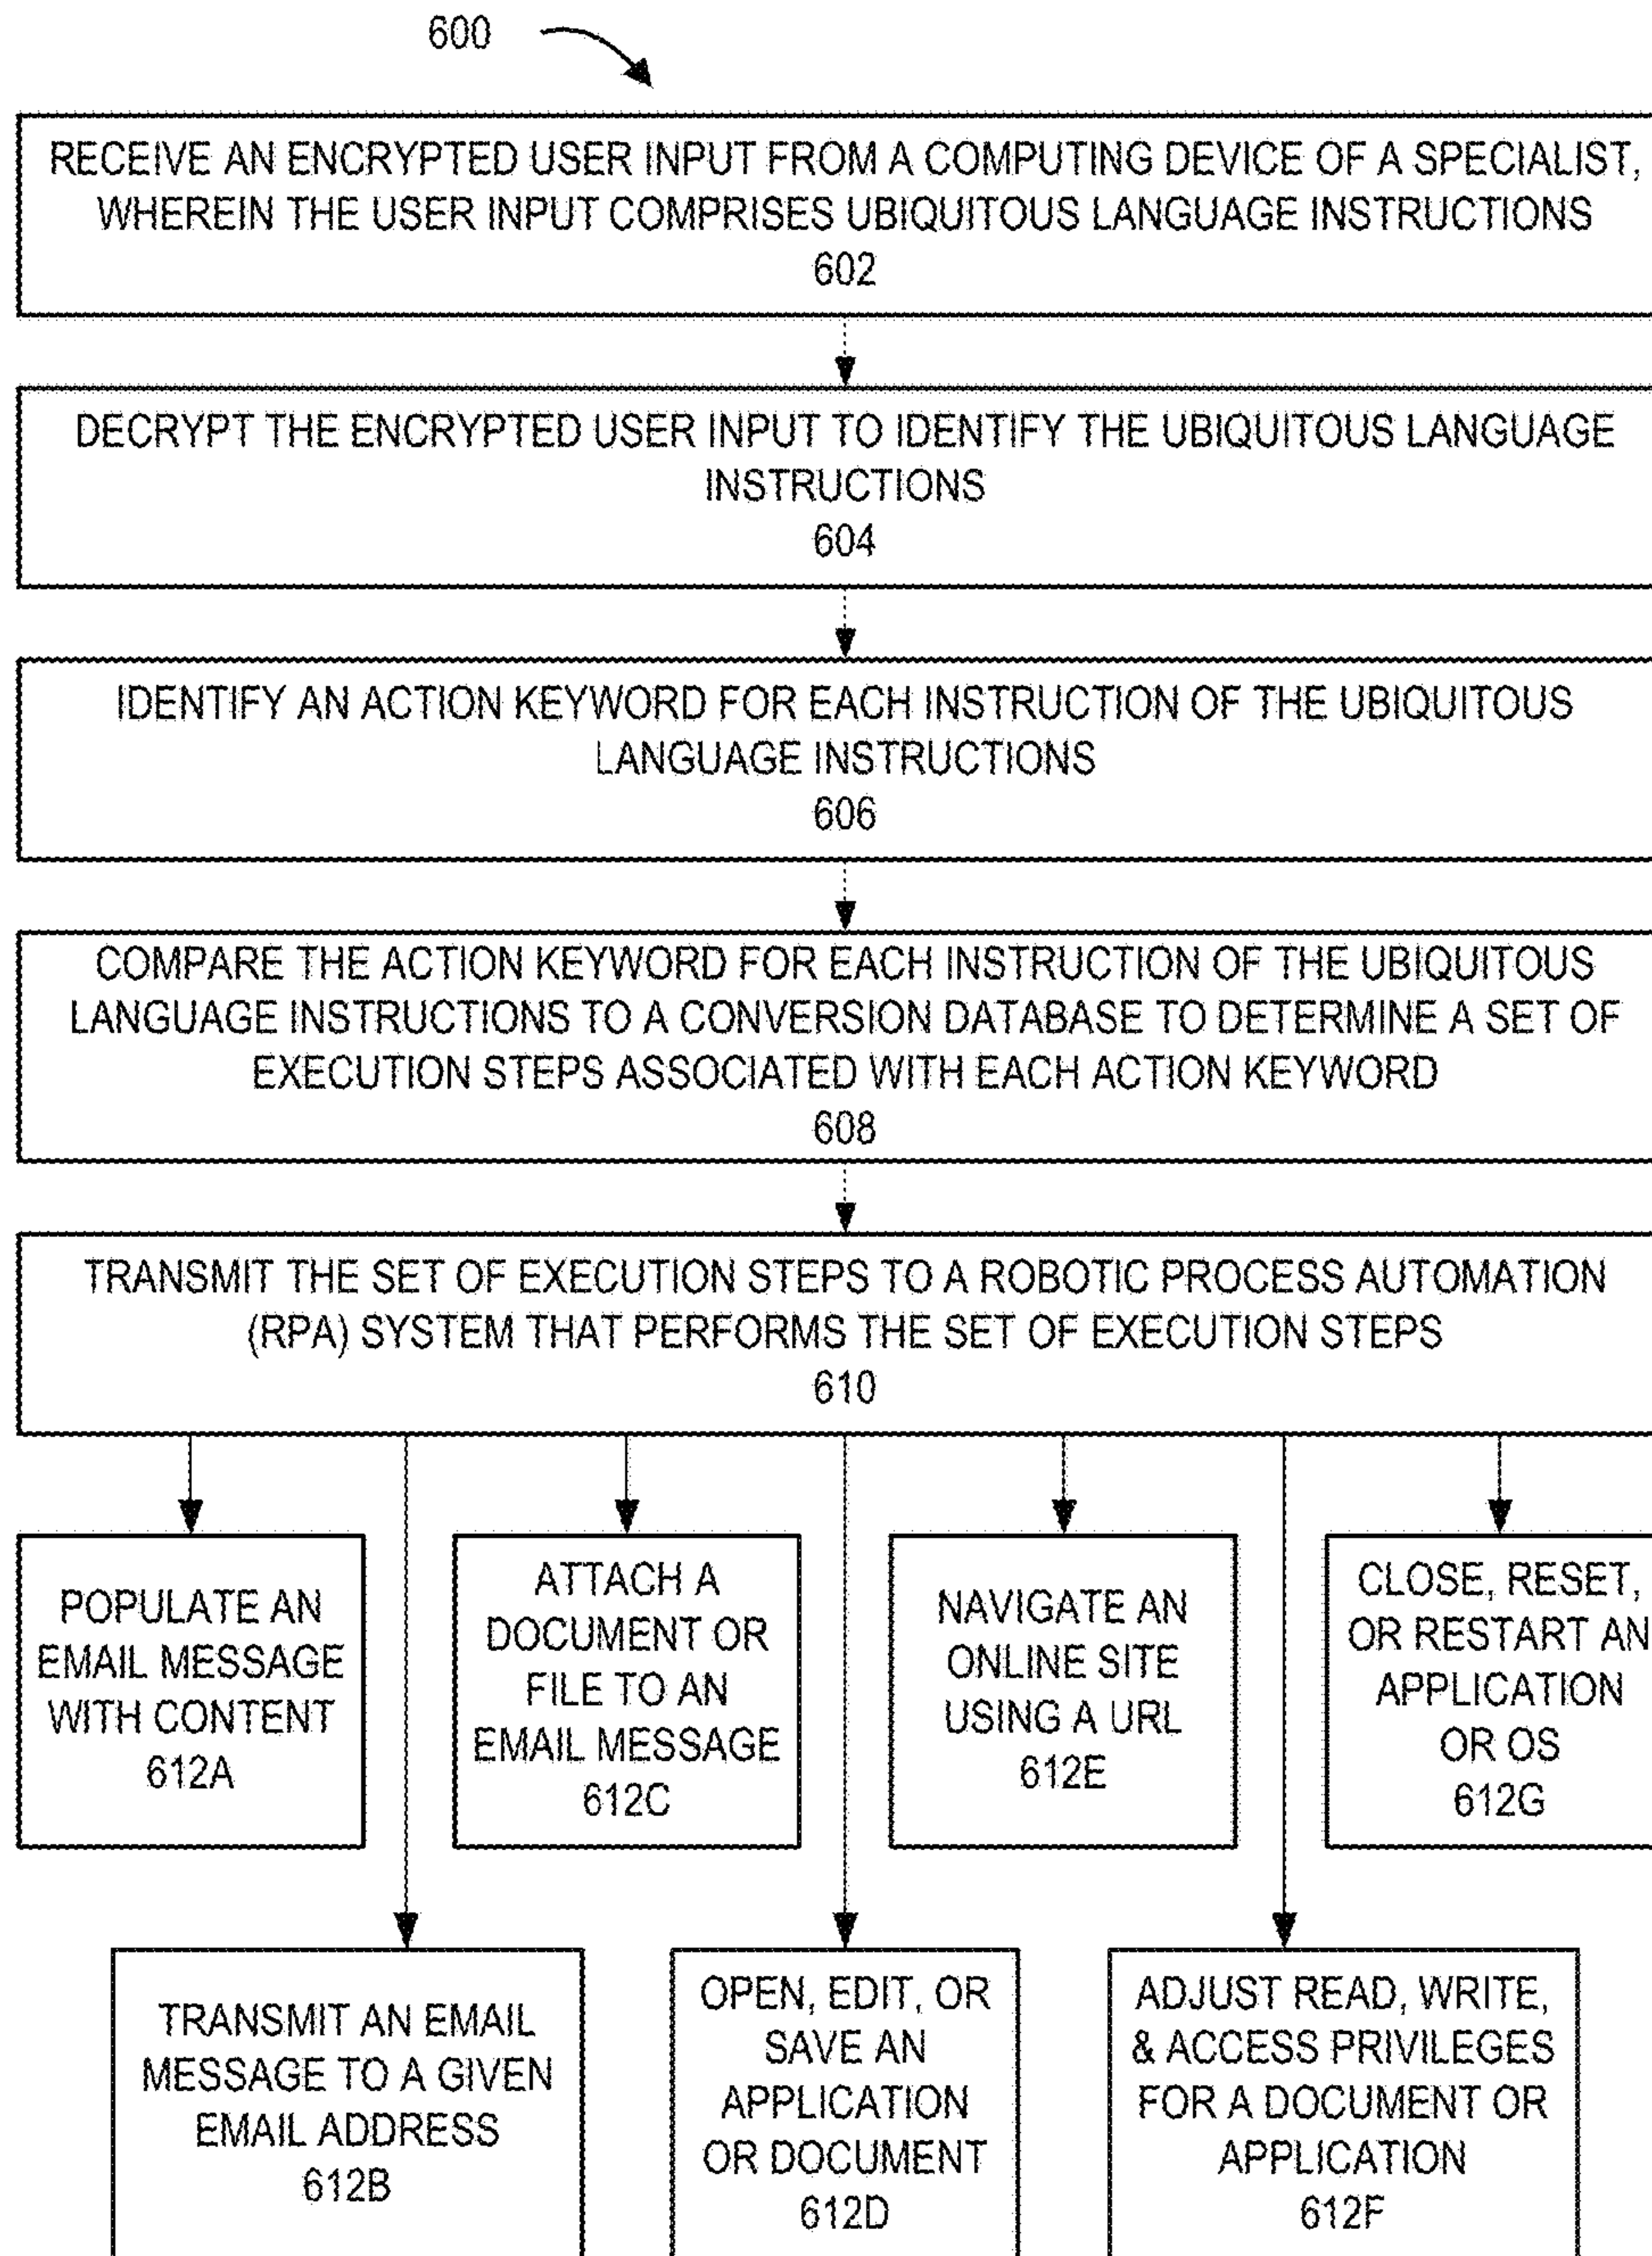 600
RECEIVE AN ENCRYPTED USER INPUT FROM A COMPUTING DEVICE OF A SPECIALIST,
WHEREIN THE USER INPUT COMPRISES UBIQUITOUS LANGUAGE INSTRUCTIONS
602
DECRYPT THE ENCRYPTED USER INPUT TO IDENTIFY THE UBIQUITOUS LANGUAGE
INSTRUCTIONS
604
IDENTIFY AN ACTION KEYWORD FOR EACH INSTRUCTION OF THE UBIQUITOUS
LANGUAGE INSTRUCTIONS
606
COMPARE THE ACTION KEYWORD FOR EACH INSTRUCTION OF THE UBIQUITOUS
LANGUAGE INSTRUCTIONS TO A CONVERSION DATABASE TO DETERMINE A SET OF
EXECUTION STEPS ASSOCIATED WITH EACH ACTION KEYWORD
608
TRANSMIT THE SET OF EXECUTION STEPS TO A ROBOTIC PROCESS AUTOMATION
(RPA) SYSTEM THAT PERFORMS THE SET OF EXECUTION STEPS
610
POPULATE AN
EMAIL MESSAGE
WITH CONTENT
612A
ATTACH A
DOCUMENT OR
FILE TO AN
EMAIL MESSAGE
612C
NAVIGATE AN
ONLINE SITE
USING A URL
612E
CLOSE, RESET,
OR RESTART AN
APPLICATION
OR OS
612G
TRANSMIT AN EMAIL
MESSAGE TO A GIVEN
EMAIL ADDRESS
612B
OPEN, EDIT, OR
SAVE AN
APPLICATION
OR DOCUMENT
612D
ADJUST READ, WRITE,
& ACCESS PRIVILEGES
FOR A DOCUMENT OR
APPLICATION
612F